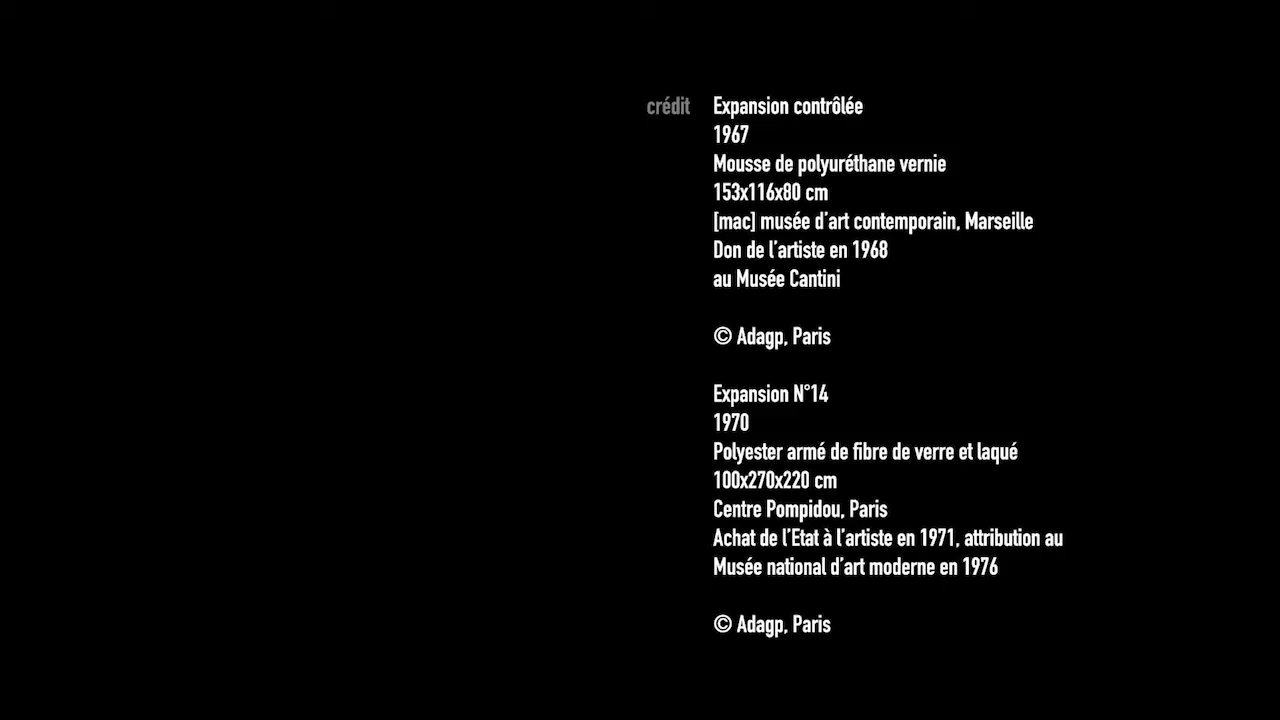 crédit Expansion contrôlée
1967
Mousse de polyuréthane vernie
153x116x80 cm
[mac] musée d’art contemporain, Marseille
Don de l’artiste en 1968
au Musée Cantini
© Adagp, Paris
Expansion N°14
1970
Polyester armé de fibre de verre et laqué
100x270x220 cm
Centre Pompidou, Paris
Achat de l’Etat à l’artiste en 1971, attribution au
Musée national d’art moderne en 1976
© Adagp, Paris